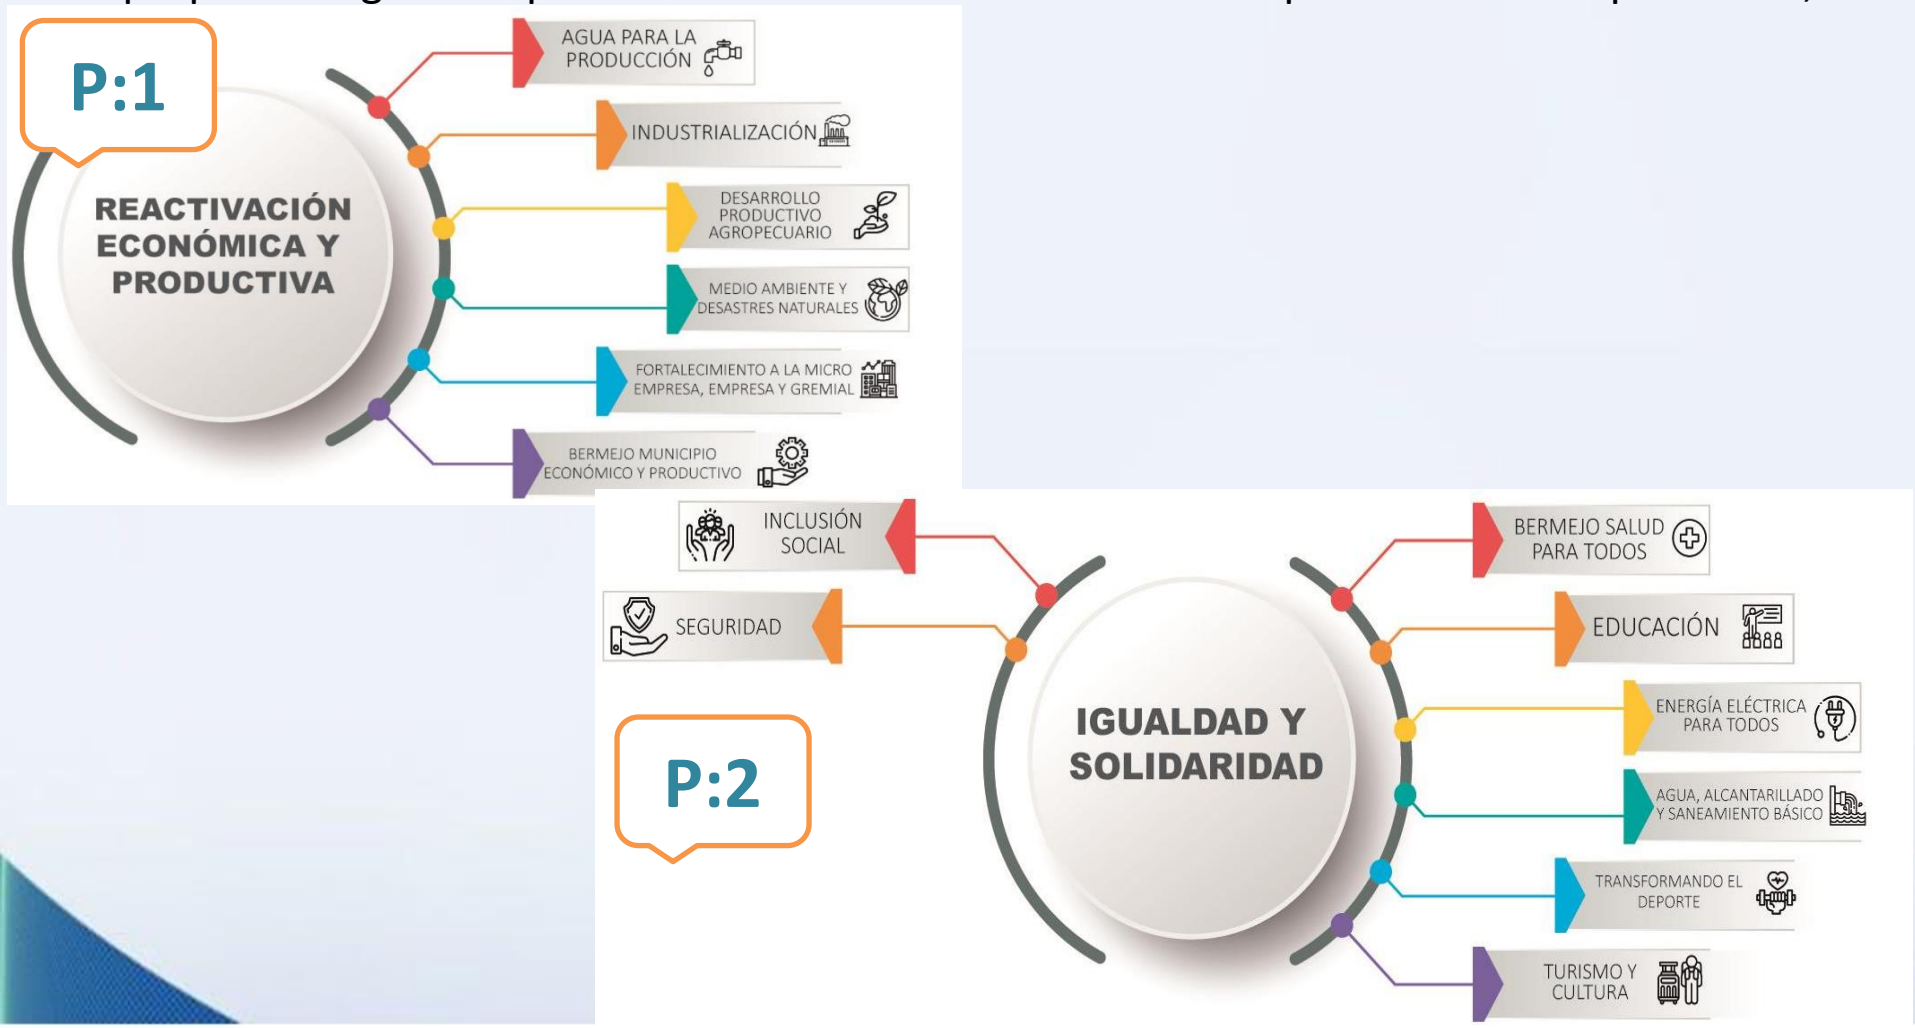 P:1
REACTIVACIÓN
ECONÓMICA Y
PRODUCTIVA
AGUA PARA LA
PRODUCCIÓN
INDUSTRIALIZACIÓN
DESARROLLO
PRODUCTIVO
AGROPECUARIO
MEDIO AMBIENTE Y
DESASTRES NATURALES
FORTALECIMIENTO A LA MICRO
EMPRESA, EMPRESA Y GREMIAL
BERMEJO MUNICIPIO
ECONÓMICO Y PRODUCTIVO
INCLUSIÓN
SOCIAL
SEGURIDAD
P:2
IGUALDAD Y
SOLIDARIDAD
BERMEJO SALUD
PARA TODOS
EDUCACIÓN
ENERGÍA ELÉCTRICA
PARA TODOS
AGUA, ALCANTARILLADO
Y SANEAMIENTO BÁSICO
TRANSFORMANDO EL
DEPORTE
TURISMO Y
CULTURA